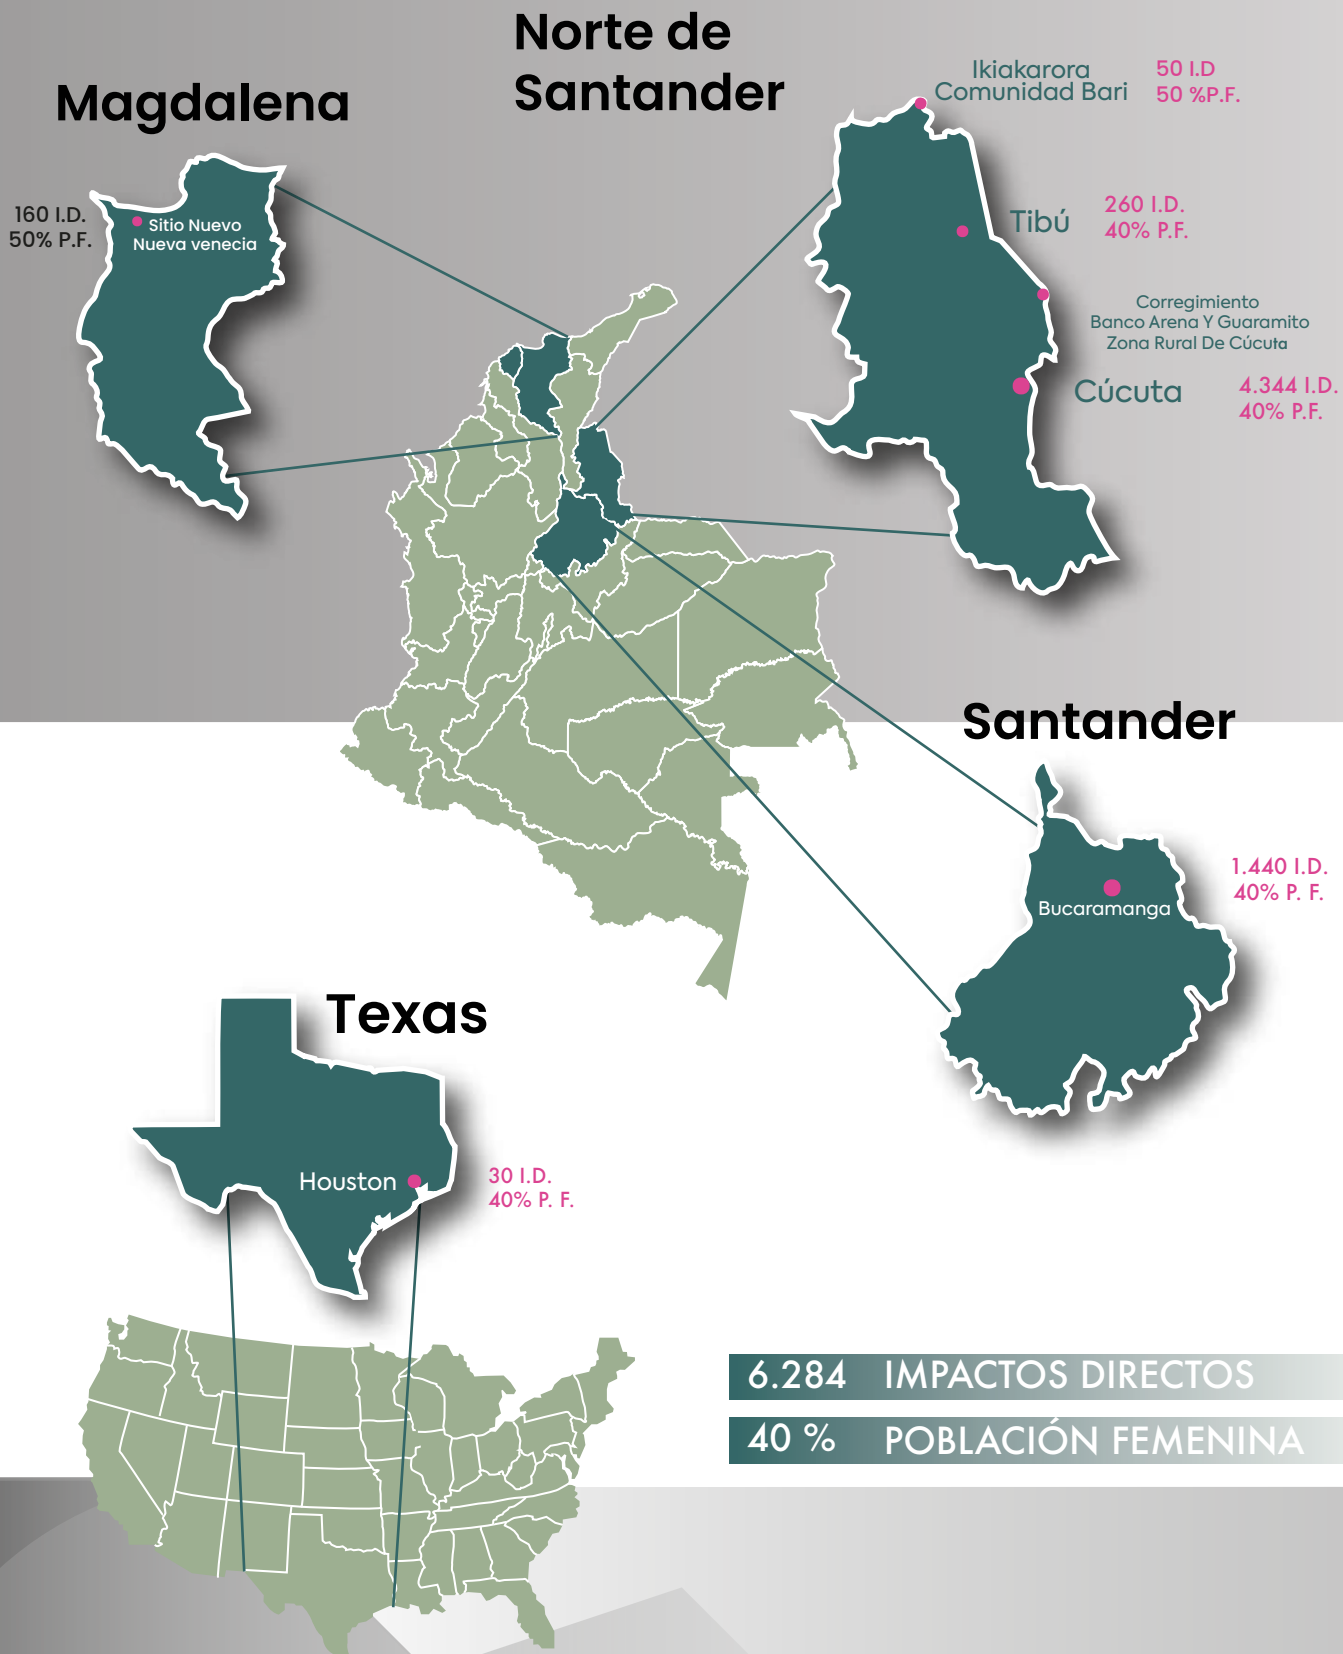 Norte de
Santander
Magdalena
160 I.D.
50% P.F.
Sitio Nuevo
Nueva venecia
Ikiakarora
Comunidad Bari
50 I.D
50 %P.F.
Tibú
260 I.D.
40% P.F.
Corregimiento
Banco Arena Y Guaramito
Zona Rural De Cúcuta
Cúcuta
4.344 I.D.
40% P.F.
Santander
Bucaramanga
1.440 I.D.
40% P. F.
Texas
Houston
30 I.D.
40% P. F.
6.284 IMPACTOS DIRECTOS
40 % POBLACIÓN FEMENINA